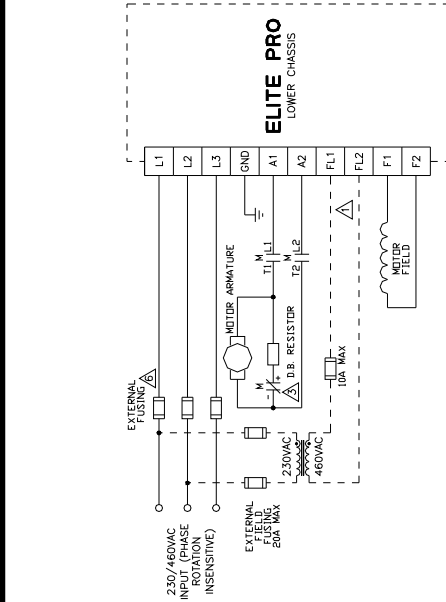 ELITE PRO
LOWER CHASSIS
L1
L2
L3
GND
A1
A2
FL1
FL2
F1
F2
1
M
T1
L1
M
T2
L2
MOTOR ARMATURE
MOTOR
FIELD
D.B. RESISTOR
- M +
3
10A MAX
EXTERNAL
FUSING
6
230VAC
460VAC
EXTERNAL
FIELD
FUSING
20A MAX
230/460VAC
INPUT (PHASE
ROTATION
INSENSITIVE)